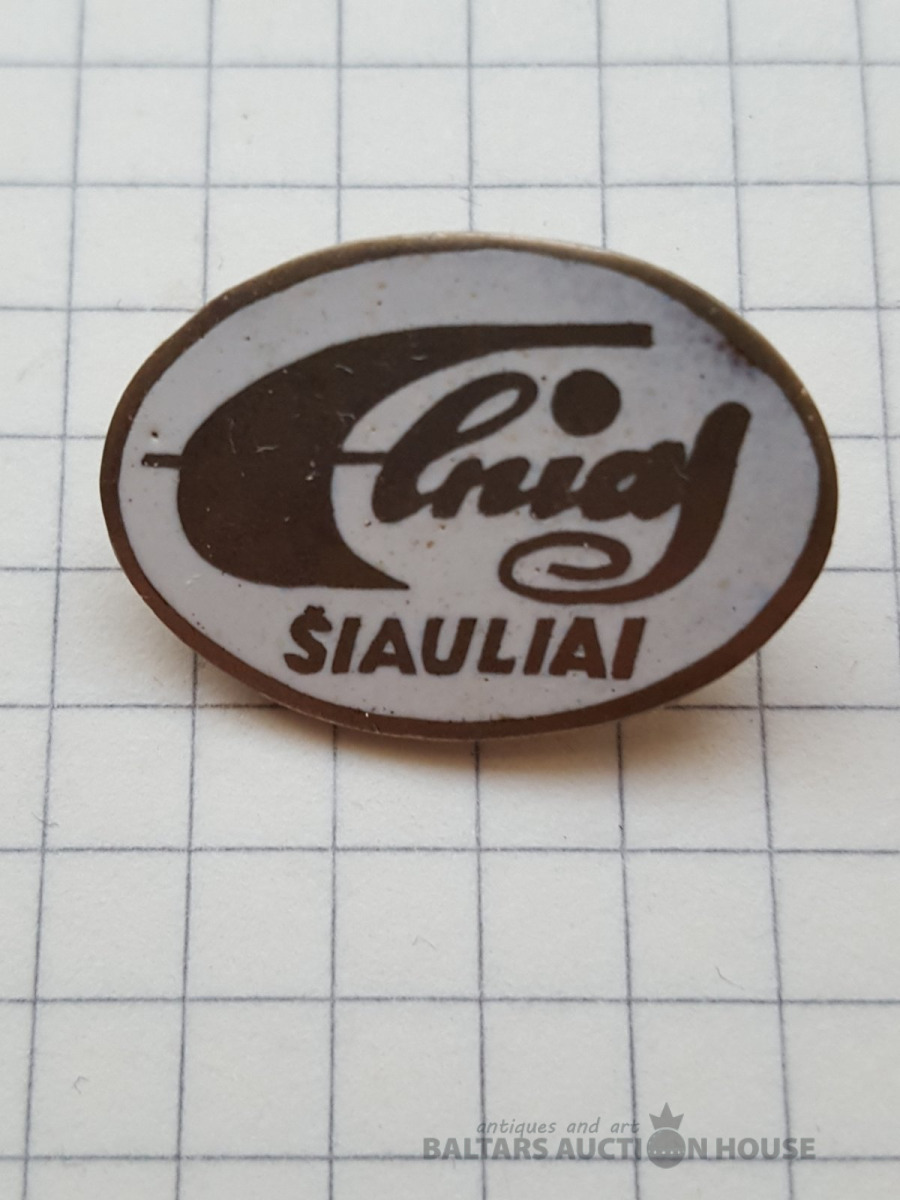 Elnias
ŠIAULIAI
antiques and art
BALTARS AUCTION HOUSE